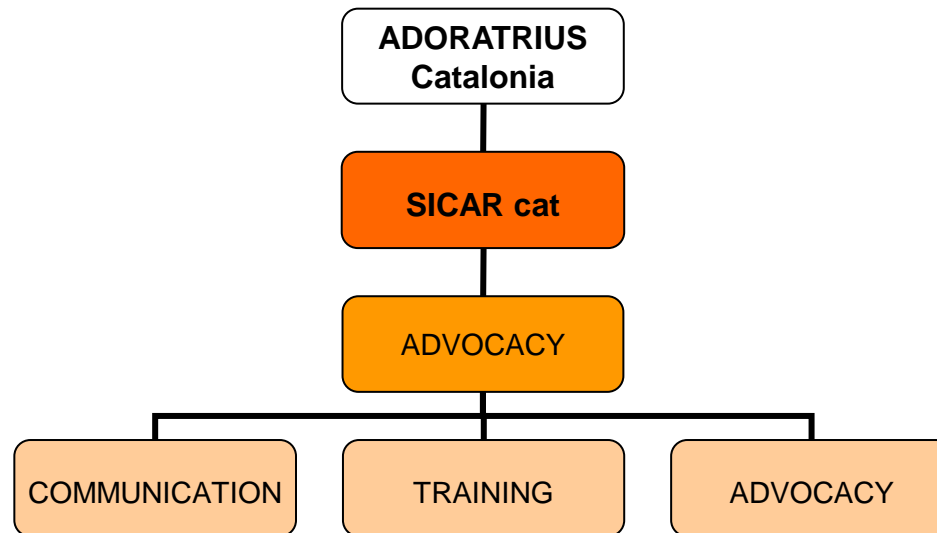 ADORATRIUS
Catalonia
SICAR cat
ADVOCACY
COMMUNICATION
TRAINING
ADVOCACY